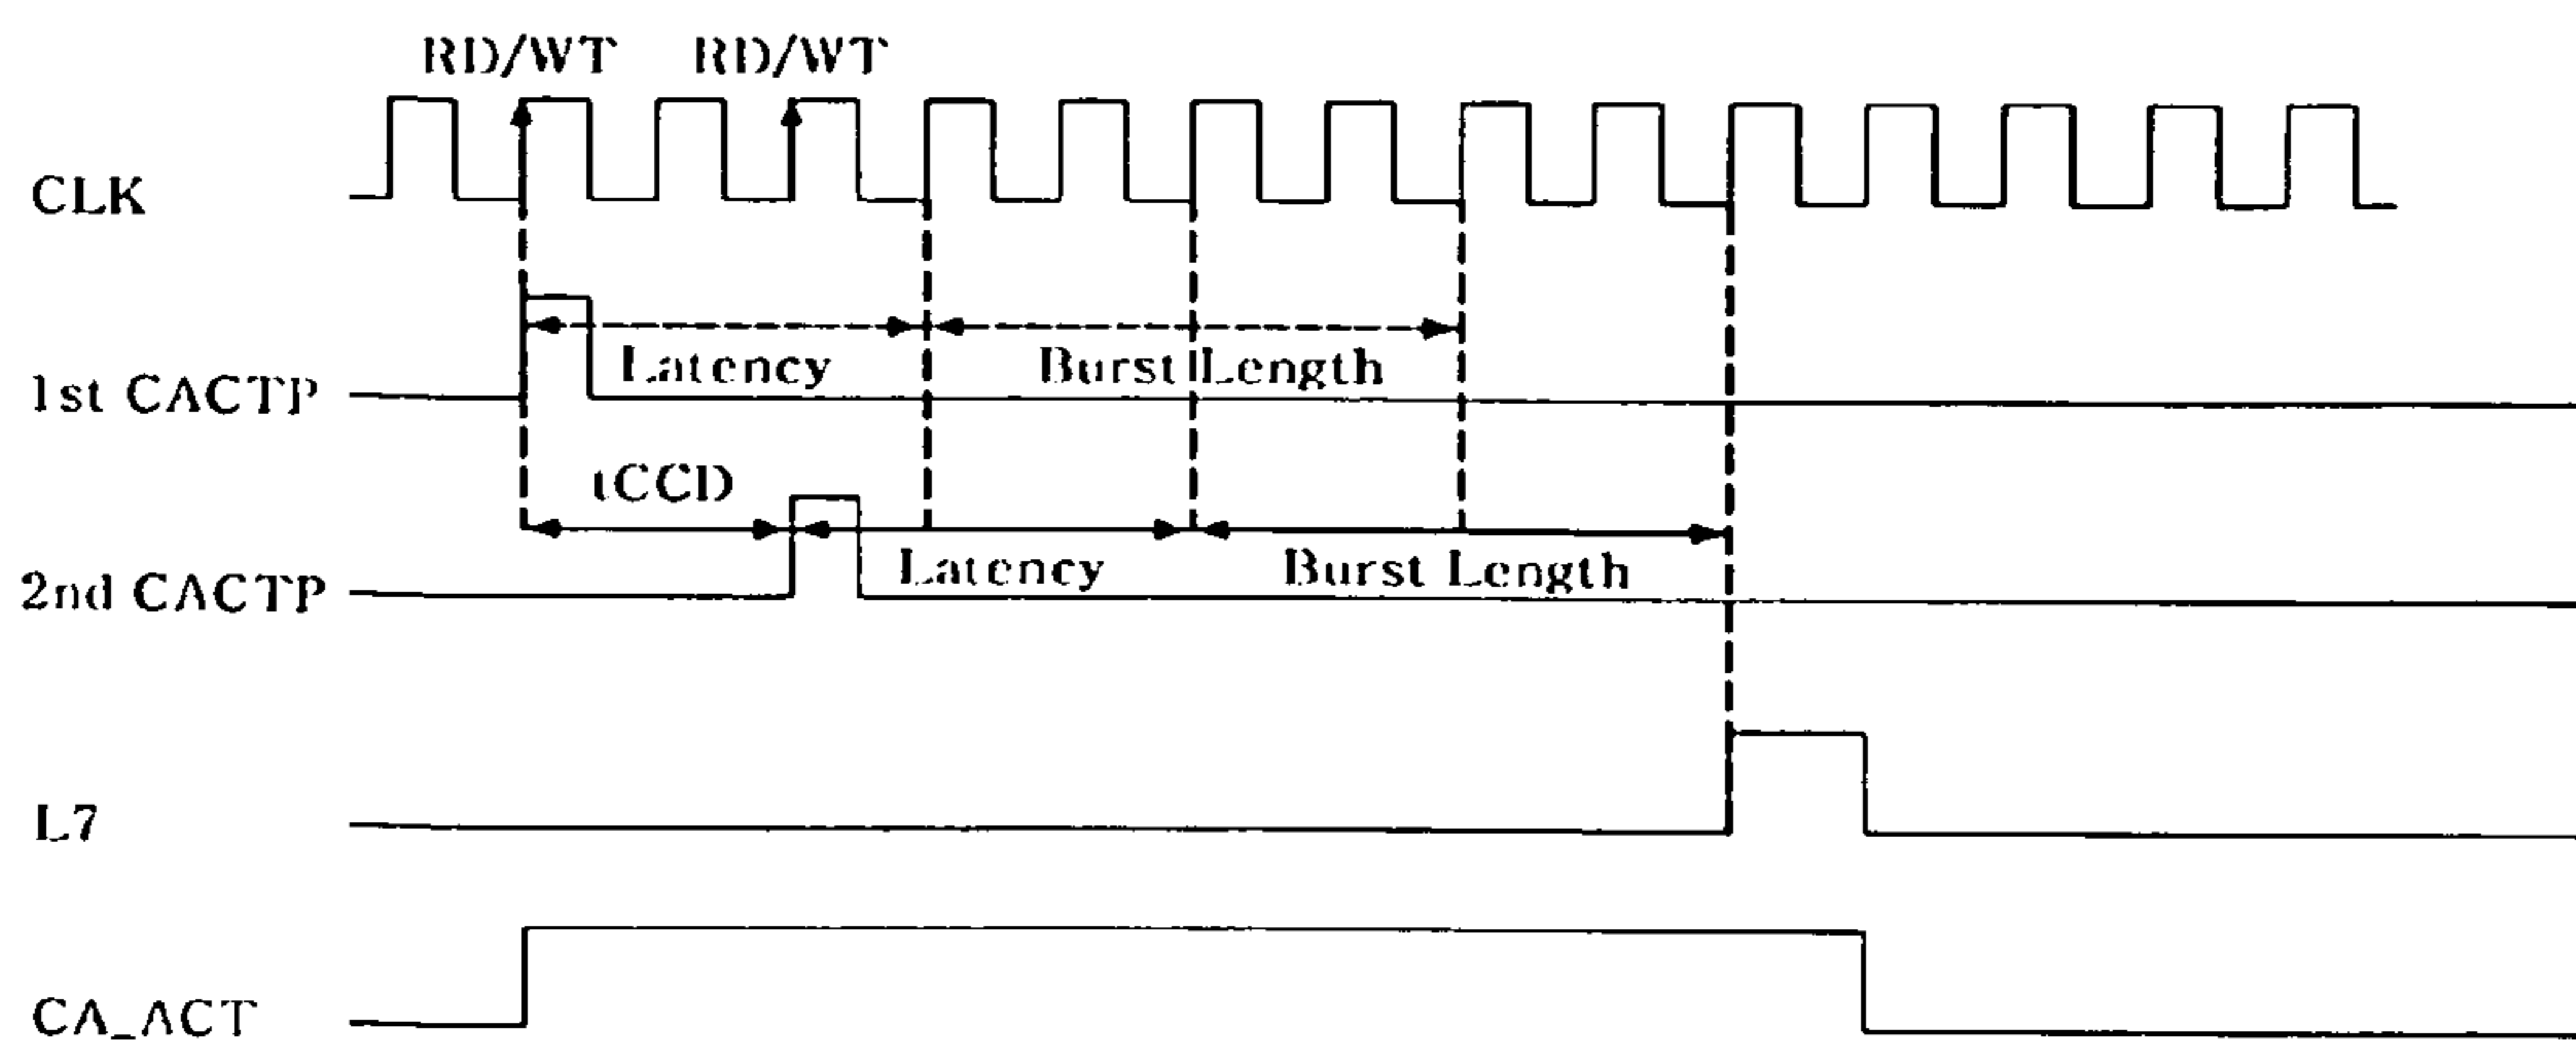 RD/WT RD/WT
CLK
Latency Burst Length
1st CACTP
tCCD
Latency Burst Length
2nd CACTP
L7
CA_ACT